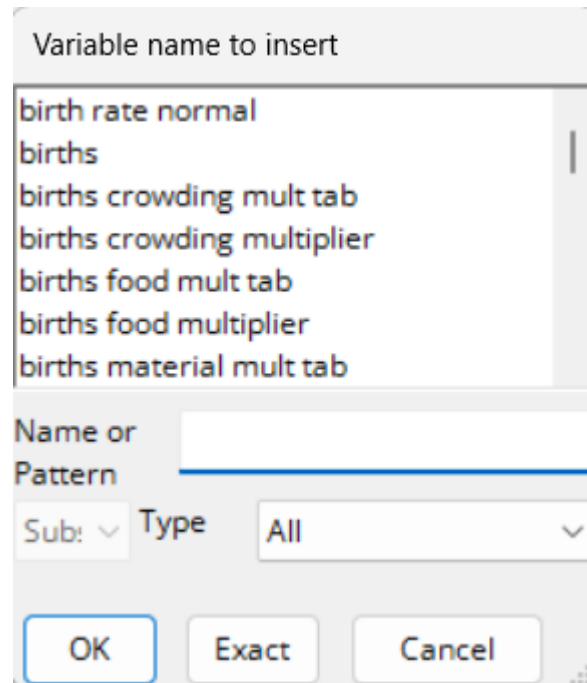 Variable name to insert
birth rate normal
births
births crowding mult tab
births crowding multiplier
births food mult tab
births food multiplier
births material mult tab
Name or
Pattern
Sub: Type All
OK Exact Cancel